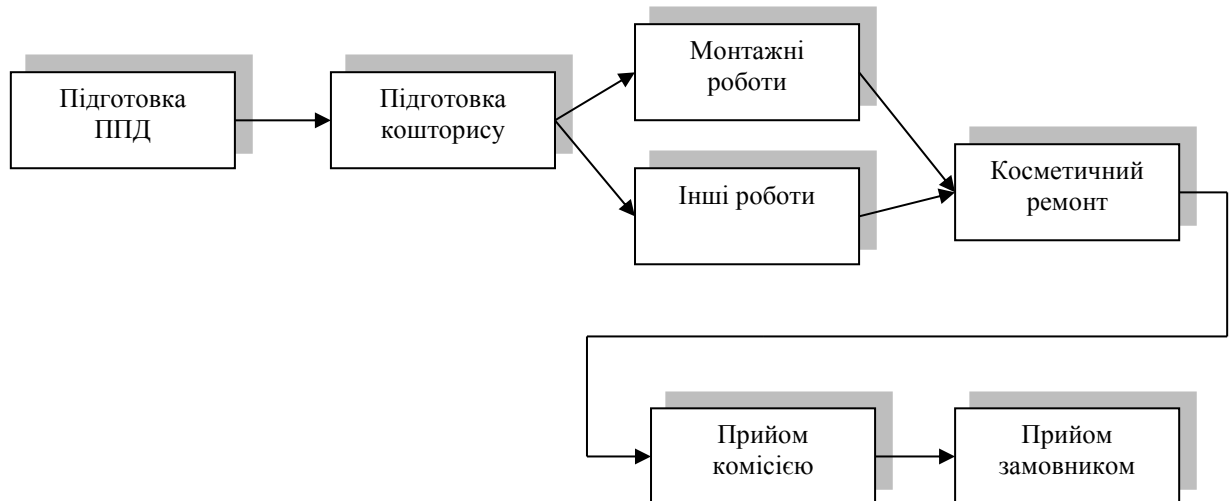 Підготовка
ППД
Підготовка
кошторису
Монтажні
роботи
Інші роботи
Косметичний
ремонт
Прийом
комісією
Прийом
замовником